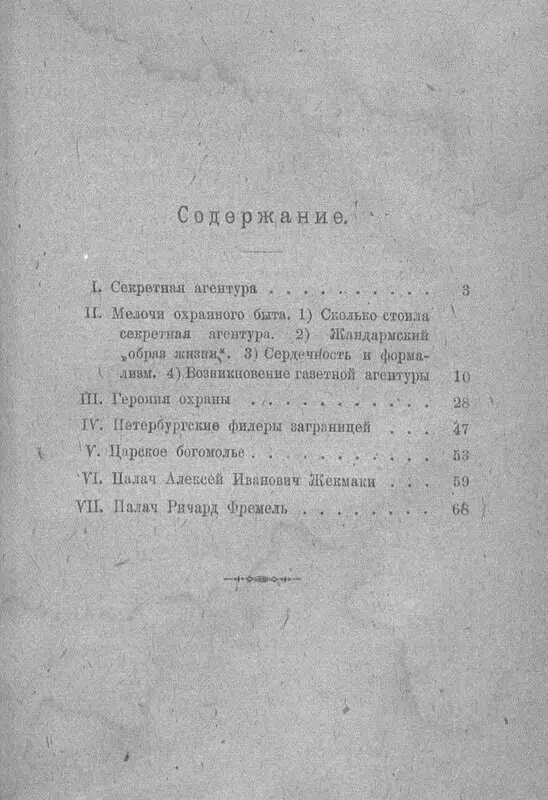 Содержание.
I. Секретная агентура . . . . . . . . . . 3
II. Мелочи охранного быта. 1) Сколько стоила
секретная агентура. 2) Жандармский
„образ жизни“. 3) Сердечность и форма-
лизм. 4) Возникновение газетной агентуры 10
III. Героиня охраны . . . . . . . . . . . 28
IV. Петербургские филеры заграницей . . . . 47
V. Царское богомолье . . . . . . . . . . 53
VI. Палач Алексей Иванович Жекмаки . . . 59
VII. Палач Ричард Фремель . . . . . . . . 68